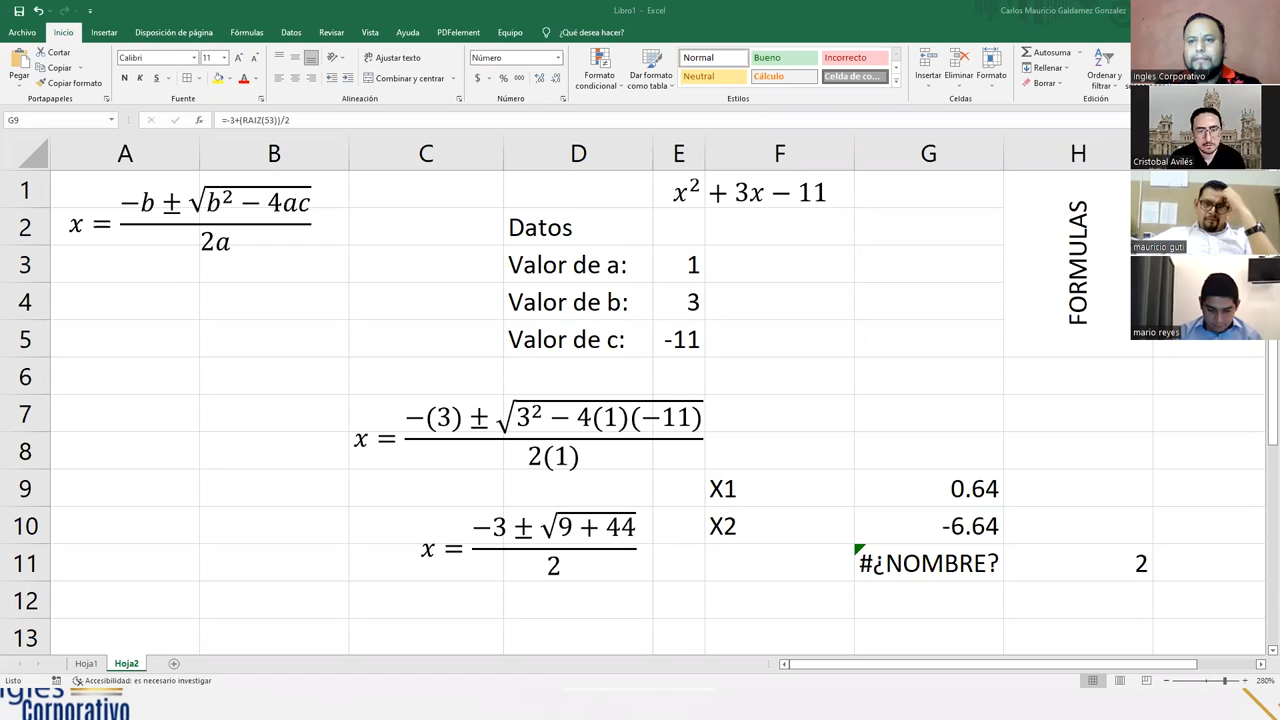 Libro1 - Excel
Carlos Mauricio Galdamez Gonzalez
Archivo Inicio Insertar Disposición de página Fórmulas Datos Revisar Vista Ayuda PDFelement Equipo ¿Qué desea hacer?
Pegar
Cortar
Copiar
Copiar formato
Portapapeles
Calibri 11
N K S
Fuente
Ajustar texto
Combinar y centrar
Alineación
Número
$ % 000
Número
Formato condicional
Dar formato como tabla
Normal Bueno Incorrecto
Neutral Cálculo Celda de co...
Estilos
Insertar Eliminar Formato
Celdas
Autosuma
Rellenar
Borrar
Ordenar y filtrar
Edición
Ingles Corporativo
G9 fx =-3+(RAIZ(53))/2
Cristobal Avilés
mauricio guti
mario reyes
A B C D E F G H
1 2 3 4 5 6 7 8 9 10 11 12 13
x = (-b ± √(b² − 4ac)) / 2a
x² + 3x − 11
Datos
Valor de a: 1
Valor de b: 3
Valor de c: -11
FORMULAS
x = (−(3) ± √(3² − 4(1)(−11))) / 2(1)
X1 0.64
x = (−3 ± √(9 + 44)) / 2
X2 -6.64
#¿NOMBRE? 2
Hoja1 Hoja2
Listo Accesibilidad: es necesario investigar 280%
Ingles
Corporativo